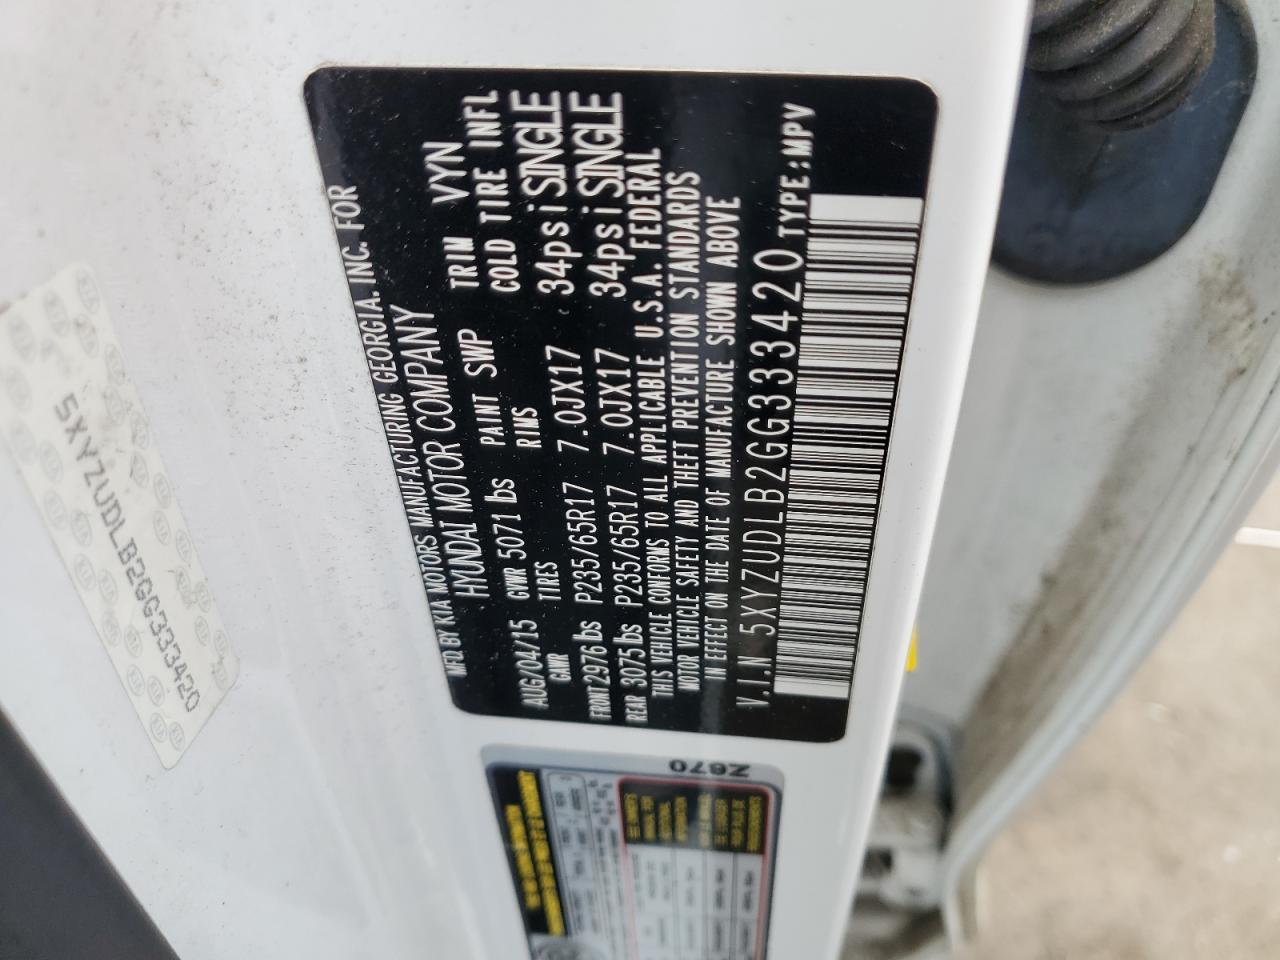 MFD BY KIA MOTORS MANUFACTURING GEORGIA. INC. FOR
HYUNDAI MOTOR COMPANY
PAINT SWP TRIM VYN
AUG/04/15 GVWR 5071 lbs
GAWR TIRES RIMS COLD TIRE INFL
FRONT 2976 lbs P235/65R17 7.0JX17 34psi SINGLE
REAR 3075 lbs P235/65R17 7.0JX17 34psi SINGLE
THIS VEHICLE CONFORMS TO ALL APPLICABLE U.S.A. FEDERAL
MOTOR VEHICLE SAFETY AND THEFT PREVENTION STANDARDS
IN EFFECT ON THE DATE OF MANUFACTURE SHOWN ABOVE
V.I.N 5XYZUDLB2GG333420 TYPE:MPV
5XYZUDLB2GG333420
Z670